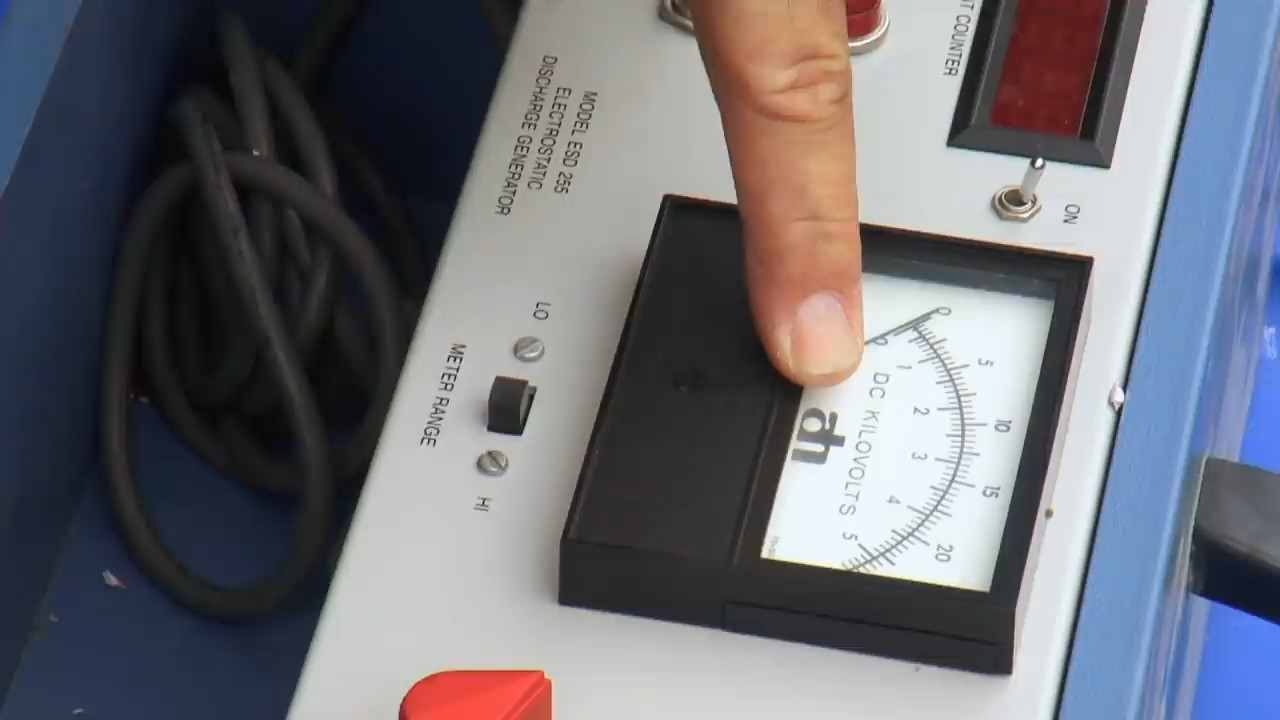 MODEL ESD 255
ELECTROSTATIC
DISCHARGE GENERATOR
T COUNTER
ON
LO
METER RANGE
HI
0
5
10
15
20
0
1
2
3
4
5
DC KILOVOLTS